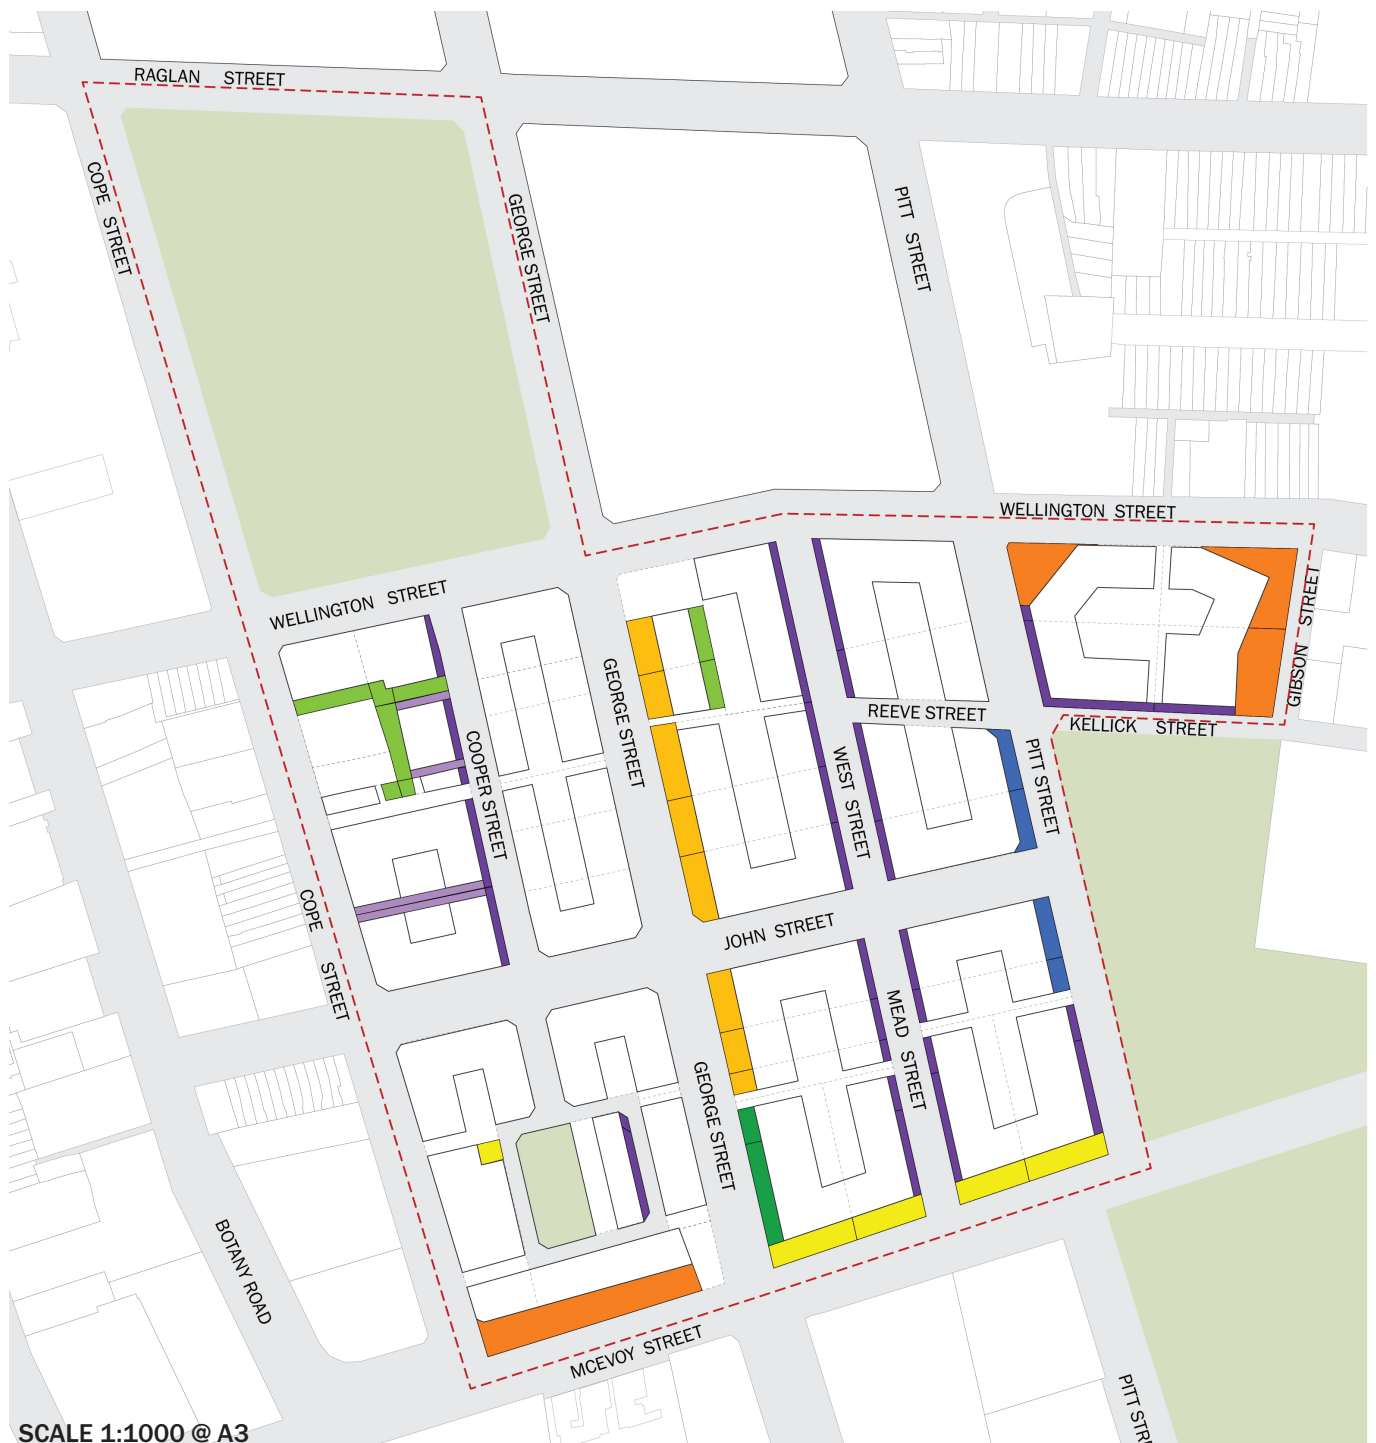 RAGLAN STREET
COPE STREET
GEORGE STREET
PITT STREET
WELLINGTON STREET
WELLINGTON STREET
GIBSON STREET
GEORGE STREET
REEVE STREET
KELLICK STREET
COOPER STREET
WEST STREET
PITT STREET
COPE STREET
JOHN STREET
MEAD STREET
GEORGE STREET
BOTANY ROAD
MCEVOY STREET
PITT STR
SCALE 1:1000 @ A3